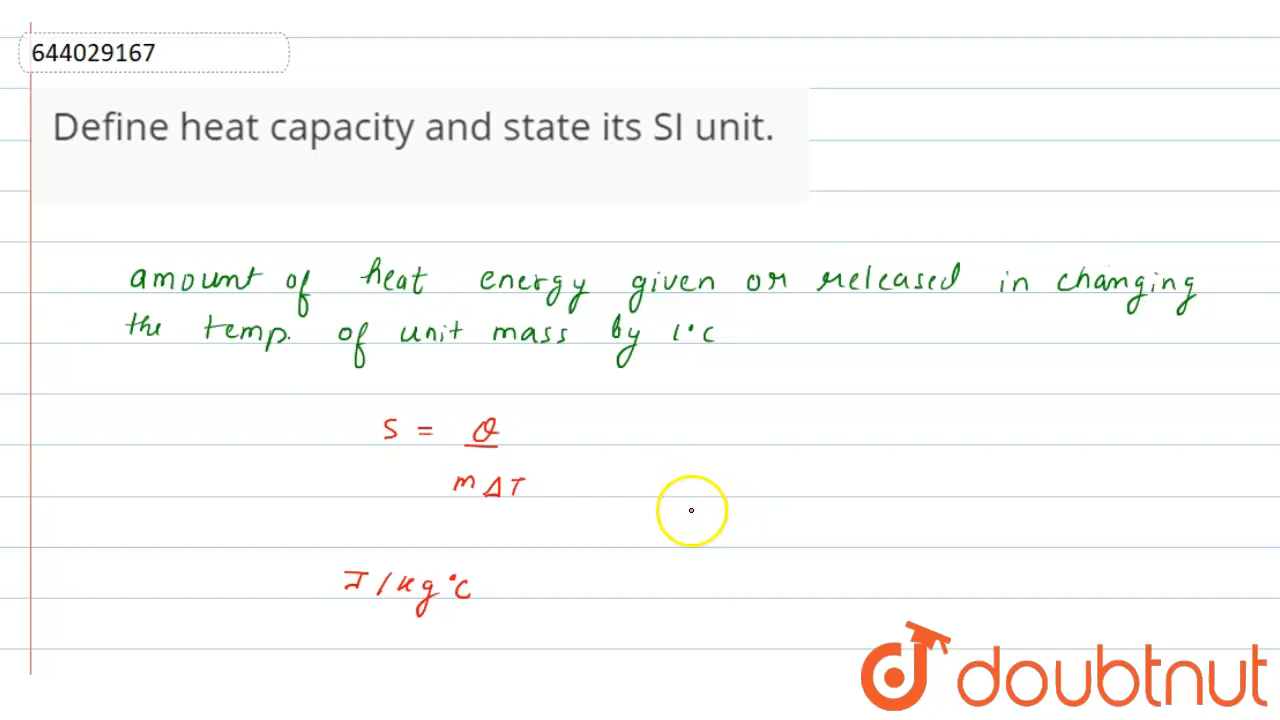 644029167
Define heat capacity and state its SI unit.
amount of heat energy given or released in changing
the temp. of unit mass by 1°C
S = Q
m ΔT
J/kg°C
doubtnut